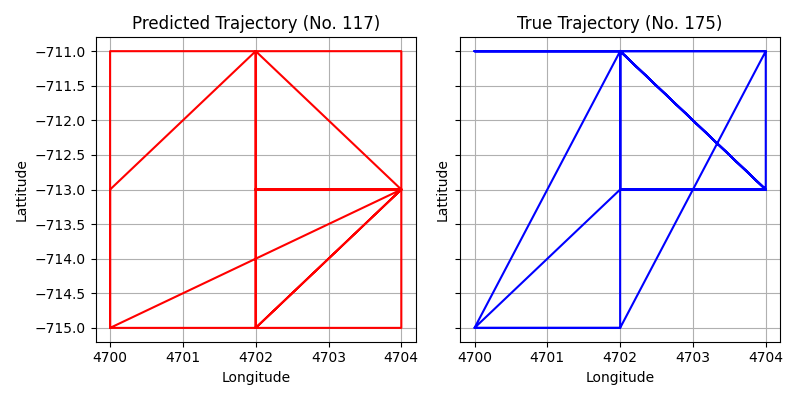 Predicted Trajectory (No. 117)
True Trajectory (No. 175)
−711.0
−711.5
−712.0
−712.5
−713.0
−713.5
−714.0
−714.5
−715.0
Lattitude
Lattitude
4700 4701 4702 4703 4704
4700 4701 4702 4703 4704
Longitude
Longitude